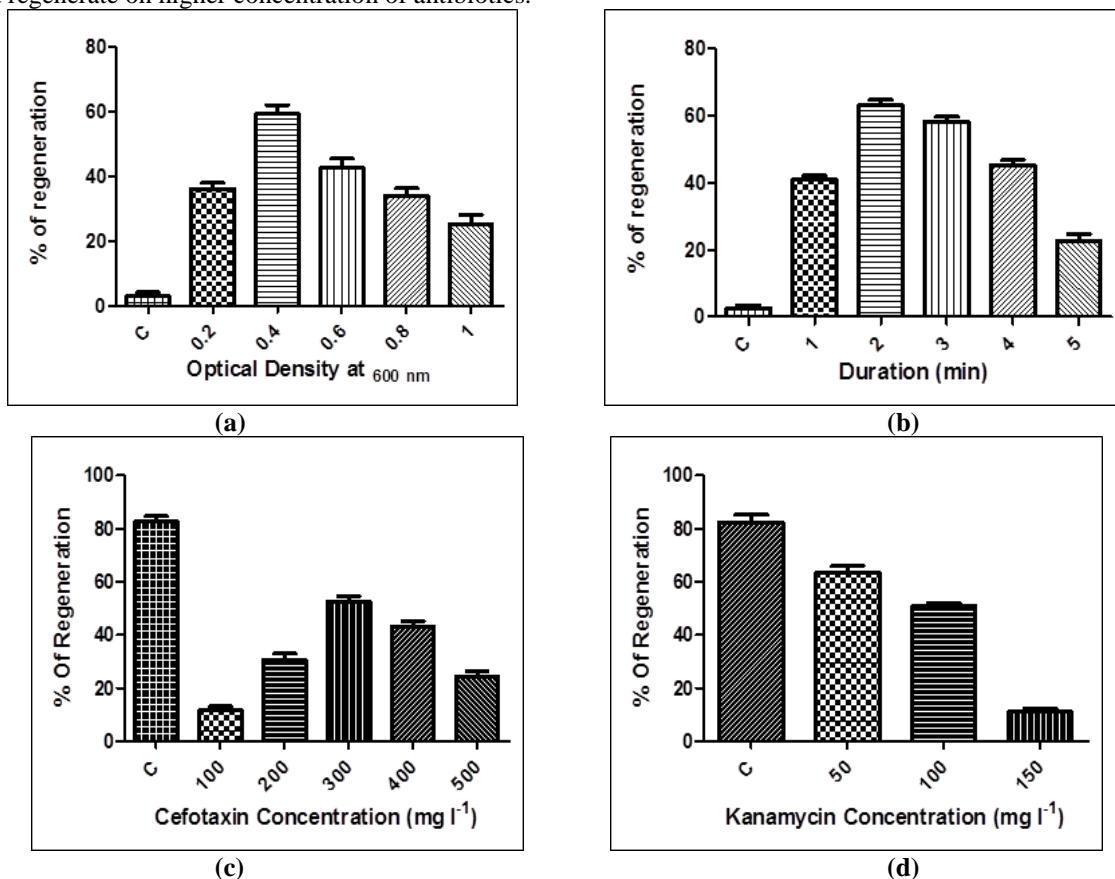 regenerate on higher concentration of antibiotics.
80
60
40
20
0
% of regeneration
C
0.2
0.4
0.6
0.8
1
Optical Density at 600 nm
(a)
80
60
40
20
0
% of regeneration
C
1
2
3
4
5
Duration (min)
(b)
100
80
60
40
20
0
% Of Regeneration
C
100
200
300
400
500
Cefotaxin Concentration (mg l-1)
(c)
100
80
60
40
20
0
% Of Regeneration
C
50
100
150
Kanamycin Concentration (mg l-1)
(d)